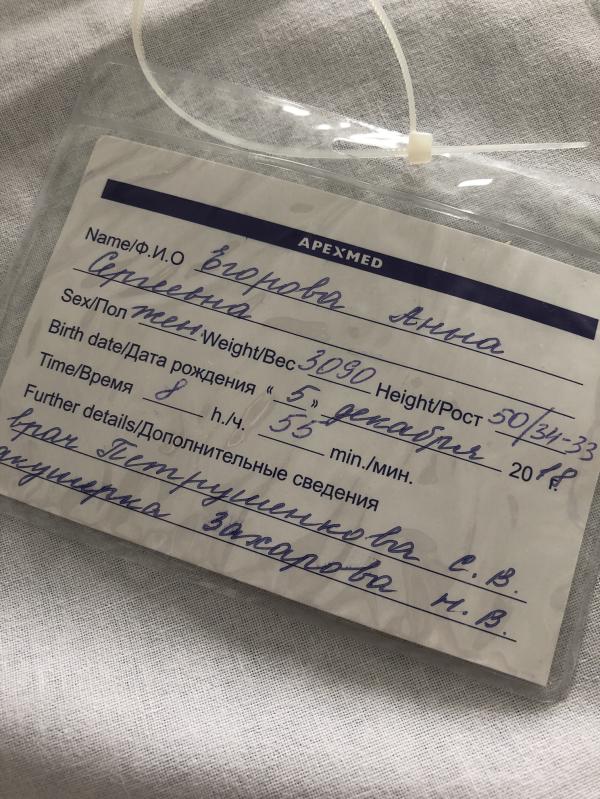 APEXMED
Name/Ф.И.О Егорова Анна
Сергеевна
Sex/Пол жен Weight/Вес 3090 Height/Рост 50/34-33
Birth date/Дата рождения “ 5 ” декабря 2018 г.
Time/Время 8 h./ч. 55 min./мин.
Further details/Дополнительные сведения
врач Петрушенкова С. В.
акушерка Захарова Н. В.